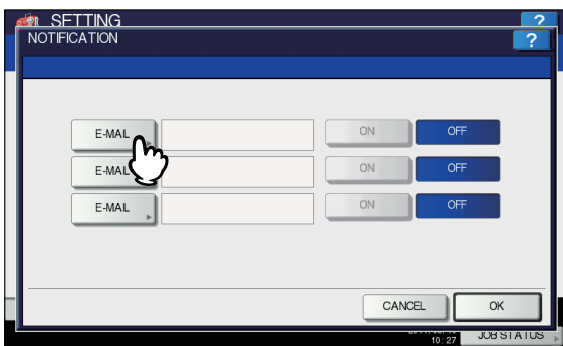 SETTING
?
NOTIFICATION
?
E-MAIL ON OFF
E-MAIL ON OFF
E-MAIL ON OFF
CANCEL OK
10:27 JOB STATUS